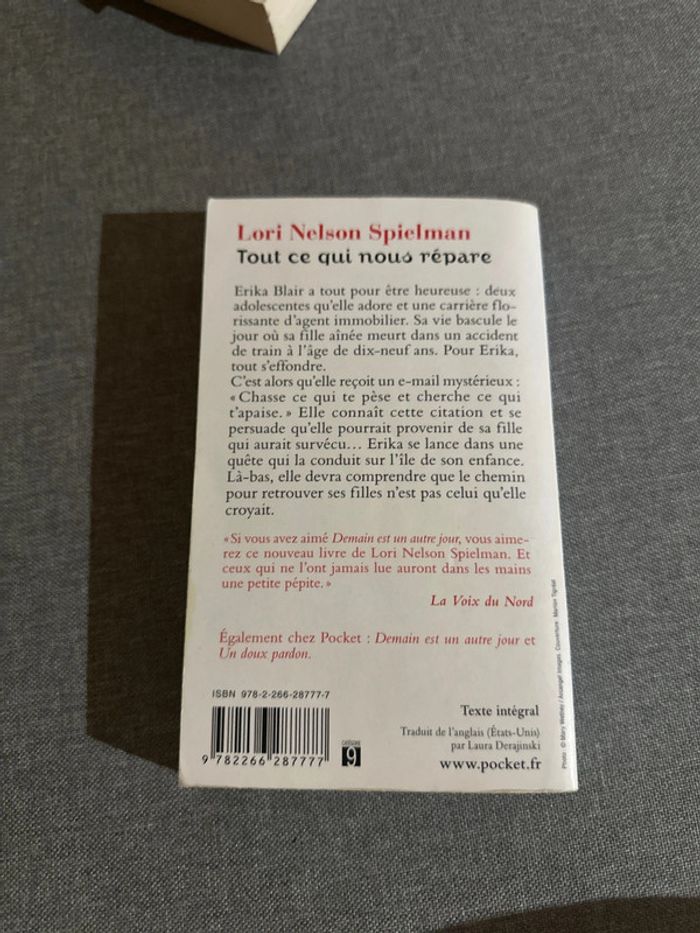 Lori Nelson Spielman
Tout ce qui nous répare
Erika Blair a tout pour être heureuse : deux
adolescentes qu'elle adore et une carrière flo-
rissante d'agent immobilier. Sa vie bascule le
jour où sa fille aînée meurt dans un accident
de train à l'âge de dix-neuf ans. Pour Erika,
tout s'effondre.
C'est alors qu'elle reçoit un e-mail mystérieux :
« Chasse ce qui te pèse et cherche ce qui
t'apaise. » Elle connaît cette citation et se
persuade qu'elle pourrait provenir de sa fille
qui aurait survécu... Erika se lance dans une
quête qui la conduit sur l'île de son enfance.
Là-bas, elle devra comprendre que le chemin
pour retrouver ses filles n'est pas celui qu'elle
croyait.
« Si vous avez aimé Demain est un autre jour, vous aime-
rez ce nouveau livre de Lori Nelson Spielman. Et
ceux qui ne l'ont jamais lue auront dans les mains
une petite pépite. »
La Voix du Nord
Également chez Pocket : Demain est un autre jour et
Un doux pardon.
ISBN 978-2-266-28777-7
9 782266 287777
9
Texte intégral
Traduit de l'anglais (États-Unis)
par Laura Derajinski
www.pocket.fr